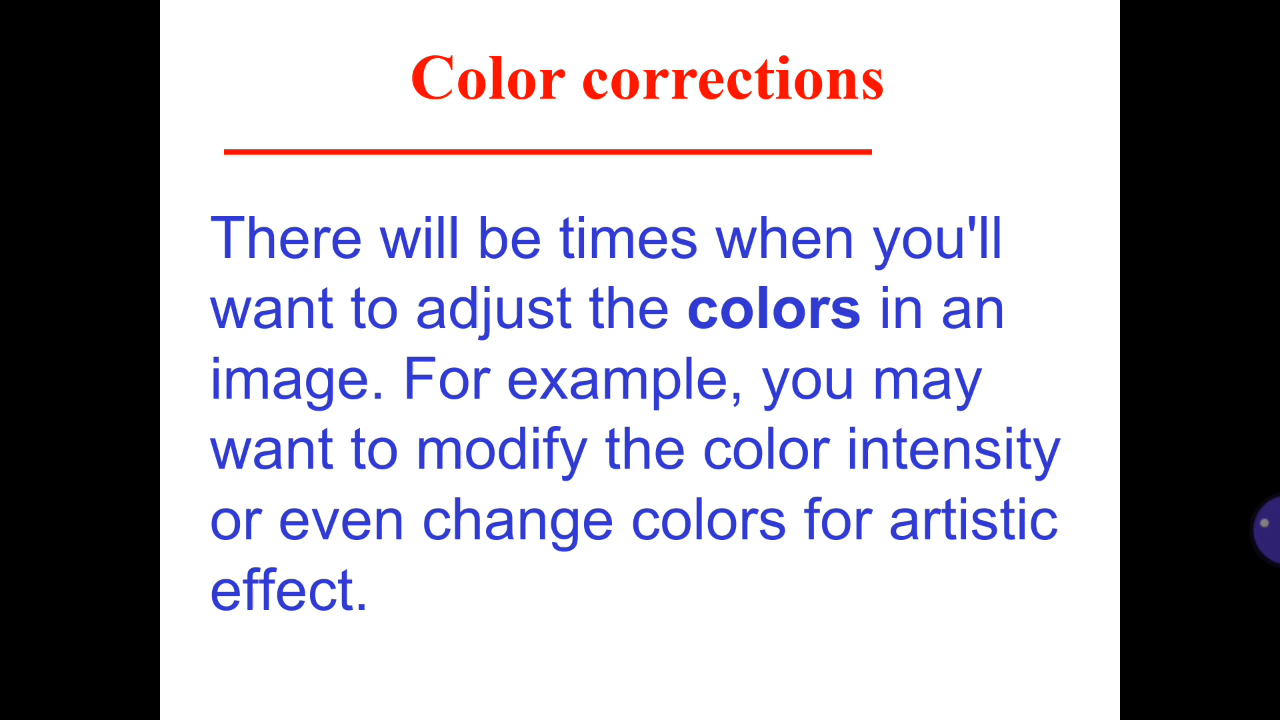 Color corrections
There will be times when you'll
want to adjust the colors in an
image. For example, you may
want to modify the color intensity
or even change colors for artistic
effect.